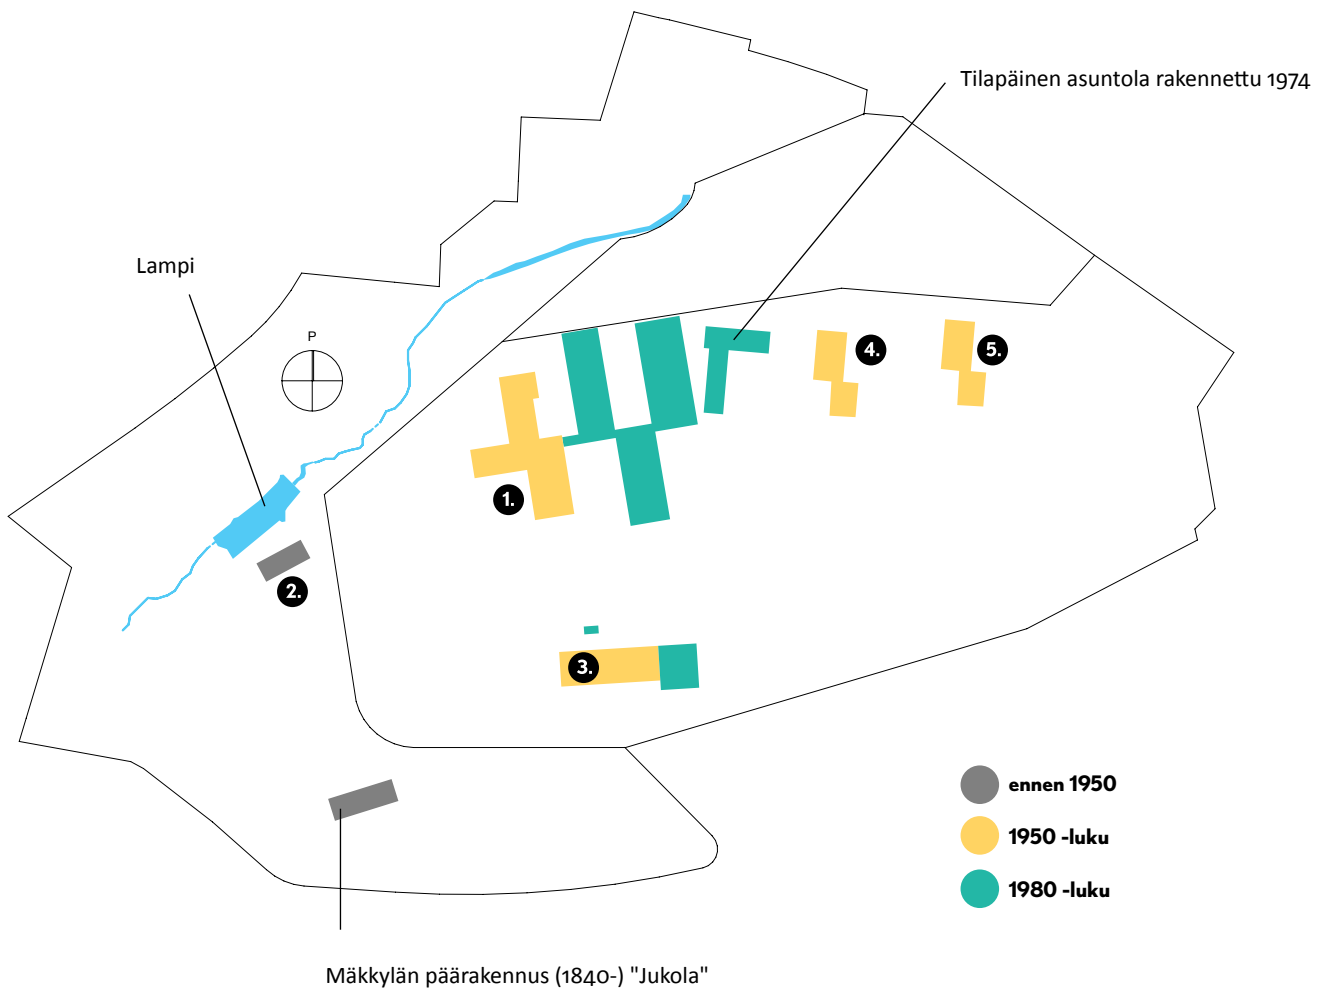 Tilapäinen asuntola rakennettu 1974
Lampi
P
4.
5.
1.
2.
3.
ennen 1950
1950 -luku
1980 -luku
Mäkkylän päärakennus (1840-) "Jukola"